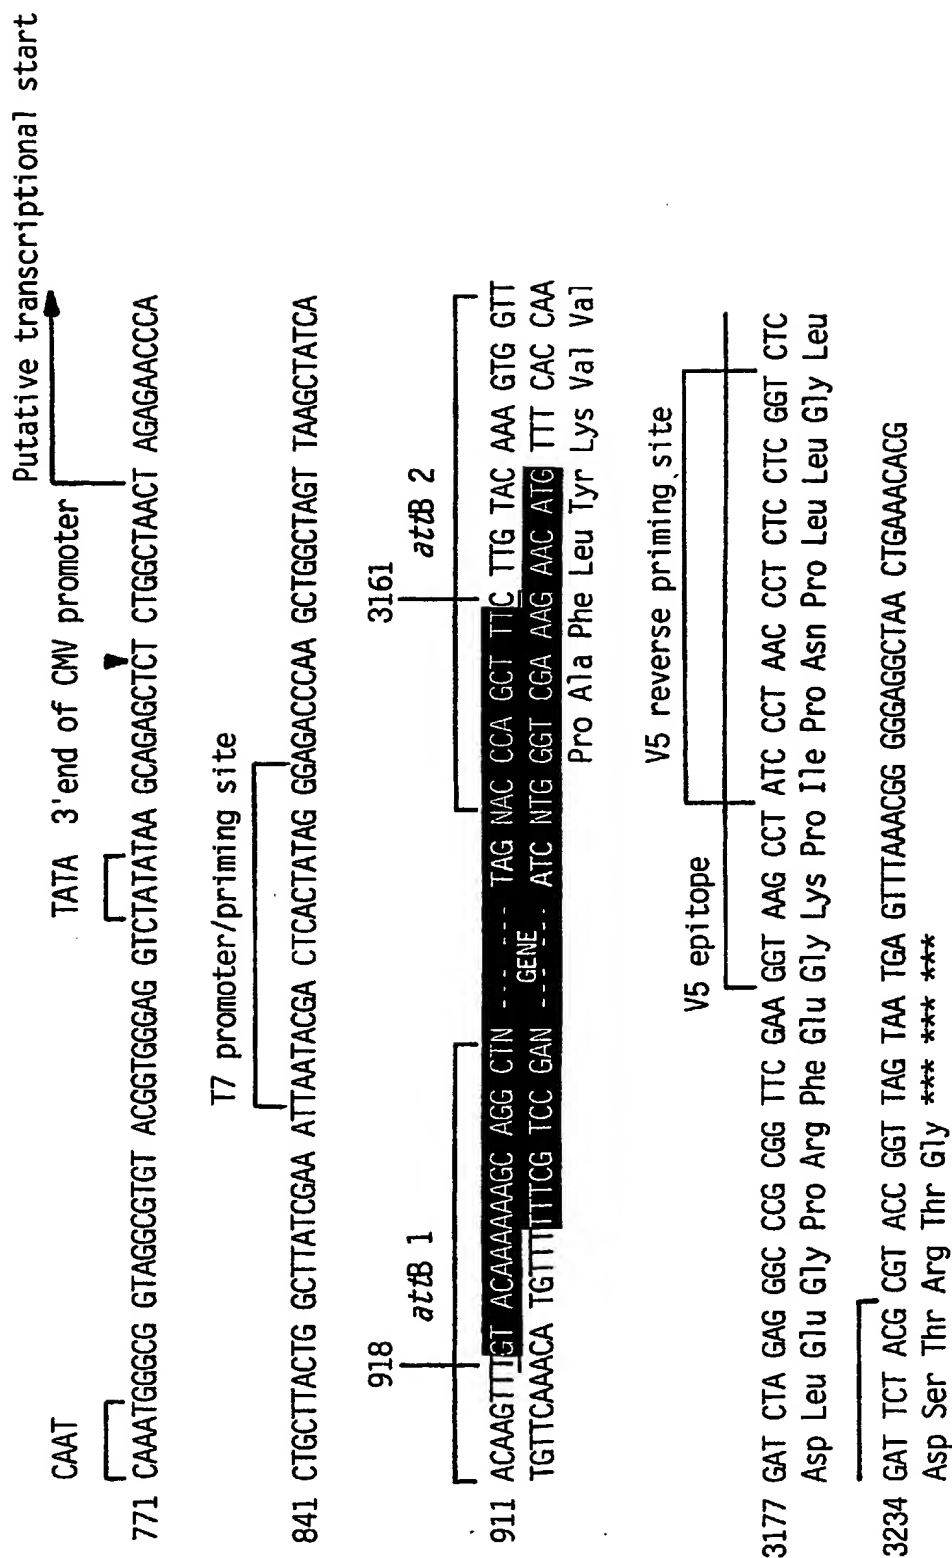 Putative transcriptional start
CAAT TATA 3'end of CMV promoter
771 CAAATGGGCG GTAGGCGTGT ACGGTGGGAG GTCTATATAA GCAGAGCTCT CTGGCTAACT AGAGAACCCA
T7 promoter/priming site
841 CTGCTTACTG GCTTATCGAA ATTAATACGA CTCACTATAG GGAGACCCAA GCTGGCTAGT TAAGCTATCA
918 3161
attB 1 attB 2
911 ACAAGTTTGT ACAAAAAAGC AGG CTN --- --- TAG NAC CCA GCT TTC TTG TAC AAA GTG GTT
GENE
TGTTCAAACA TGTTTTTTCG TCC GAN --- --- ATC NTG GGT CGA AAG AAC ATG TTT CAC CAA
Pro Ala Phe Leu Tyr Lys Val Val
V5 epitope V5 reverse priming site
3177 GAT CTA GAG GGC CCG CGG TTC GAA GGT AAG CCT ATC CCT AAC CCT CTC CTC GGT CTC
Asp Leu Glu Gly Pro Arg Phe Glu Gly Lys Pro Ile Pro Asn Pro Leu Leu Gly Leu
3234 GAT TCT ACG CGT ACC GGT TAG TAA TGA GTTTAAACGG GGGAGGCTAA CTGAAACACG
Asp Ser Thr Arg Thr Gly *** *** ***